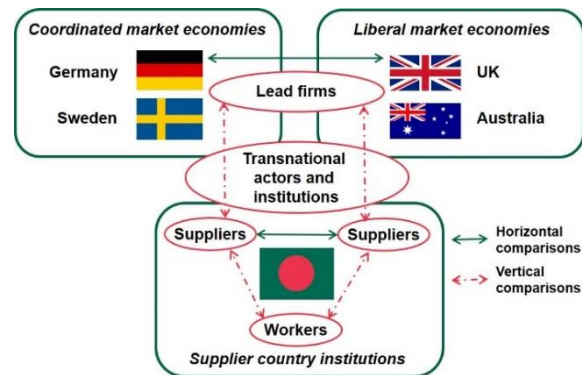 Coordinated market economies
Liberal market economies
Germany
UK
Lead firms
Sweden
Australia
Transnational
actors and
institutions
Suppliers
Suppliers
Horizontal
comparisons
Vertical
comparisons
Workers
Supplier country institutions